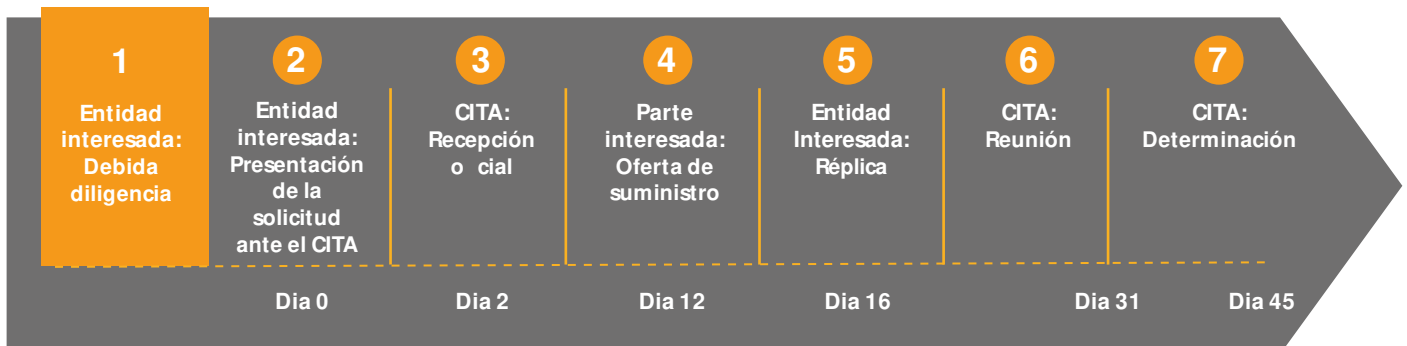 1
Entidad
interesada:
Debida
diligencia
2
Entidad
interesada:
Presentación
de la
solicitud
ante el CITA
3
CITA:
Recepción
o cial
4
Parte
interesada:
Oferta de
suministro
5
Entidad
Interesada:
Réplica
6
CITA:
Reunión
7
CITA:
Determinación
Dia 0
Dia 2
Dia 12
Dia 16
Dia 31
Dia 45